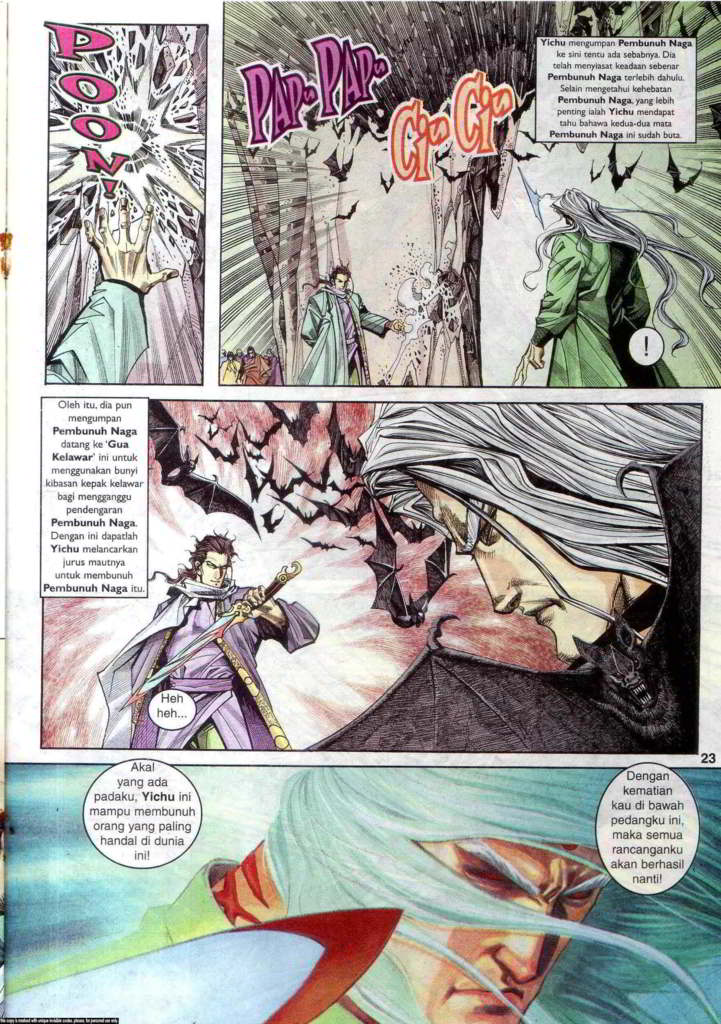 POON!
PAP~ PAP~
Cis~ Cis~
Yichu mengumpan Pembunuh Naga
ke sini tentu ada sebabnya. Dia
telah menyiasat keadaan sebenar
Pembunuh Naga terlebih dahulu.
Selain mengetahui kehebatan
Pembunuh Naga, yang lebih
penting ialah Yichu mendapat
tahu bahawa kedua-dua mata
Pembunuh Naga ini sudah buta.
!
Oleh itu, dia pun
mengumpan
Pembunuh Naga
datang ke 'Gua
Kelawar' ini untuk
menggunakan bunyi
kibasan kepak kelawar
bagi mengganggu
pendengaran
Pembunuh Naga.
Dengan ini dapatlah
Yichu melancarkan
jurus mautnya
untuk membunuh
Pembunuh Naga itu.
Heh
heh...
23
Akal
yang ada
padaku, Yichu ini
mampu membunuh
orang yang paling
handal di dunia
ini!
Dengan
kematian
kau di bawah
pedangku ini,
maka semua
rancanganku
akan berhasil
nanti!